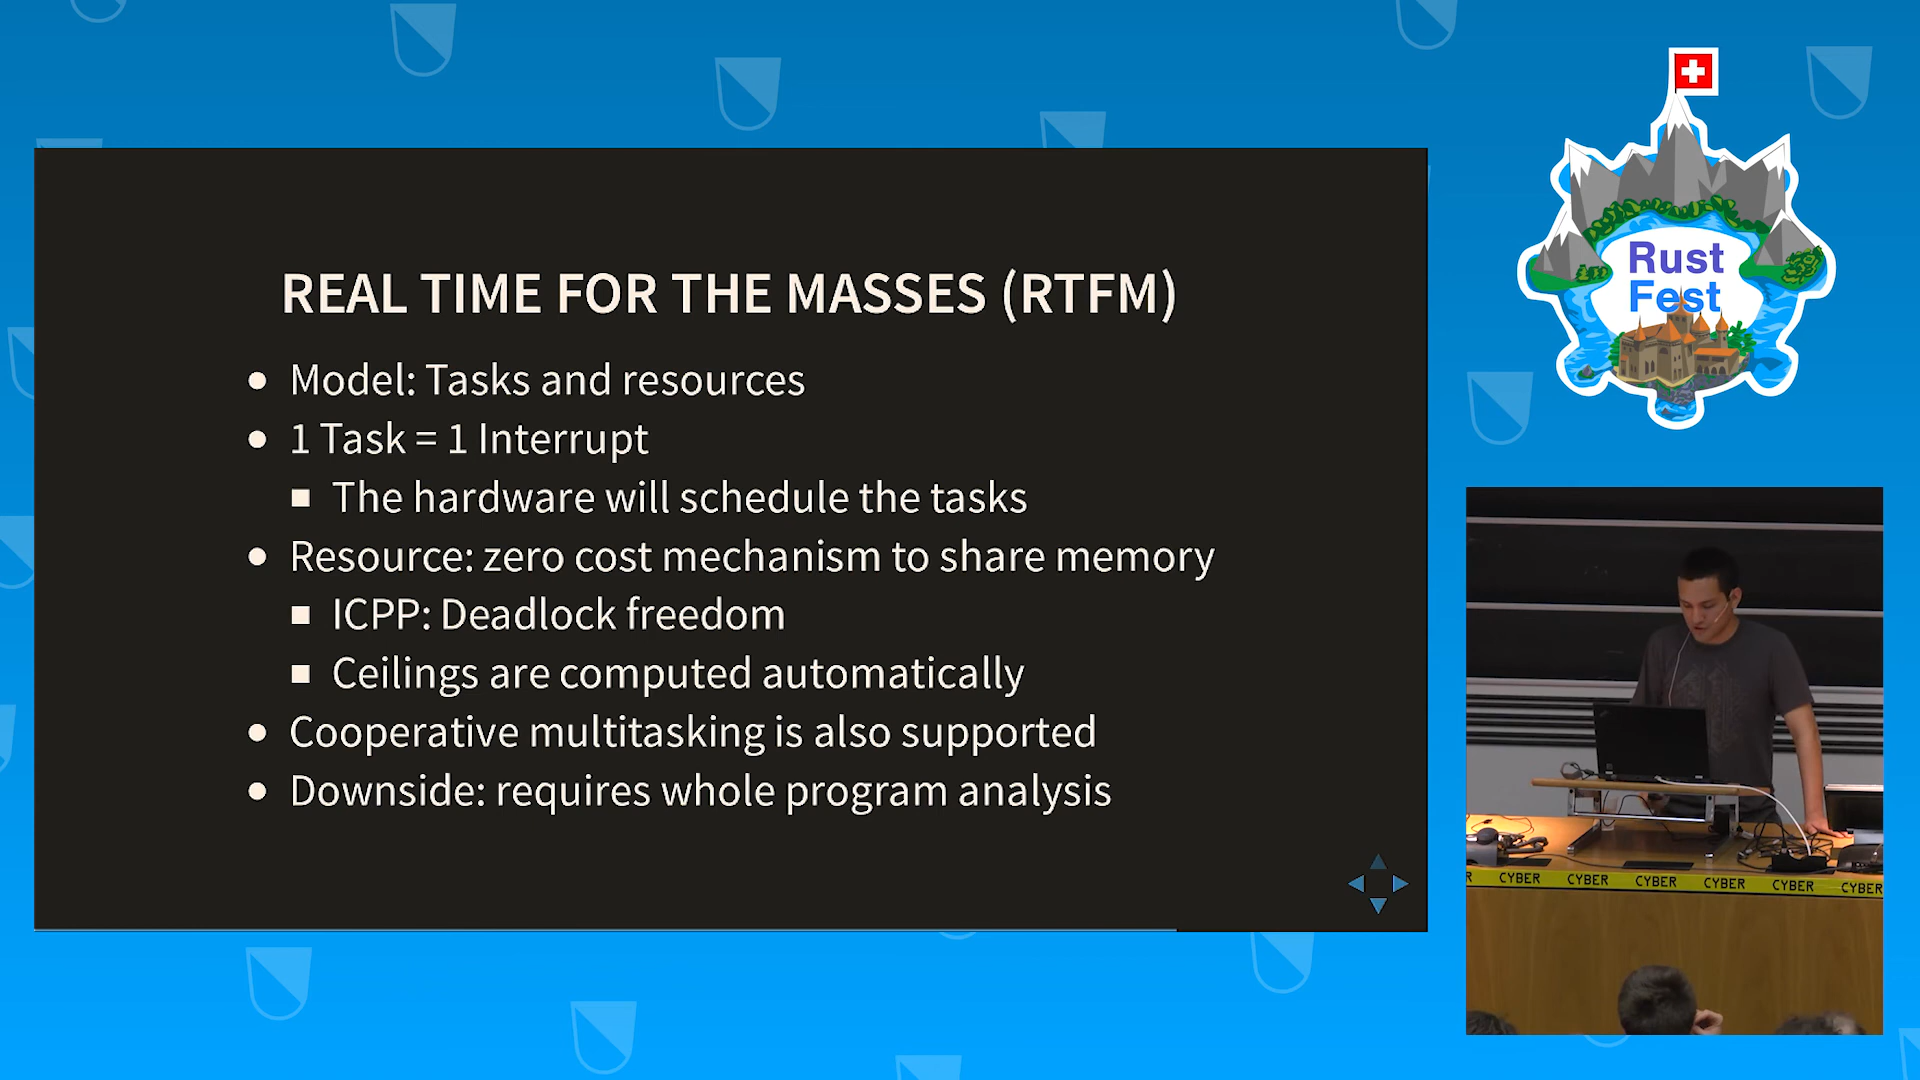 REAL TIME FOR THE MASSES (RTFM)
Model: Tasks and resources
1 Task = 1 Interrupt
The hardware will schedule the tasks
Resource: zero cost mechanism to share memory
ICPP: Deadlock freedom
Ceilings are computed automatically
Cooperative multitasking is also supported
Downside: requires whole program analysis
Rust
Fest
R CYBER CYBER CYBER CYBER CYBER CYBER